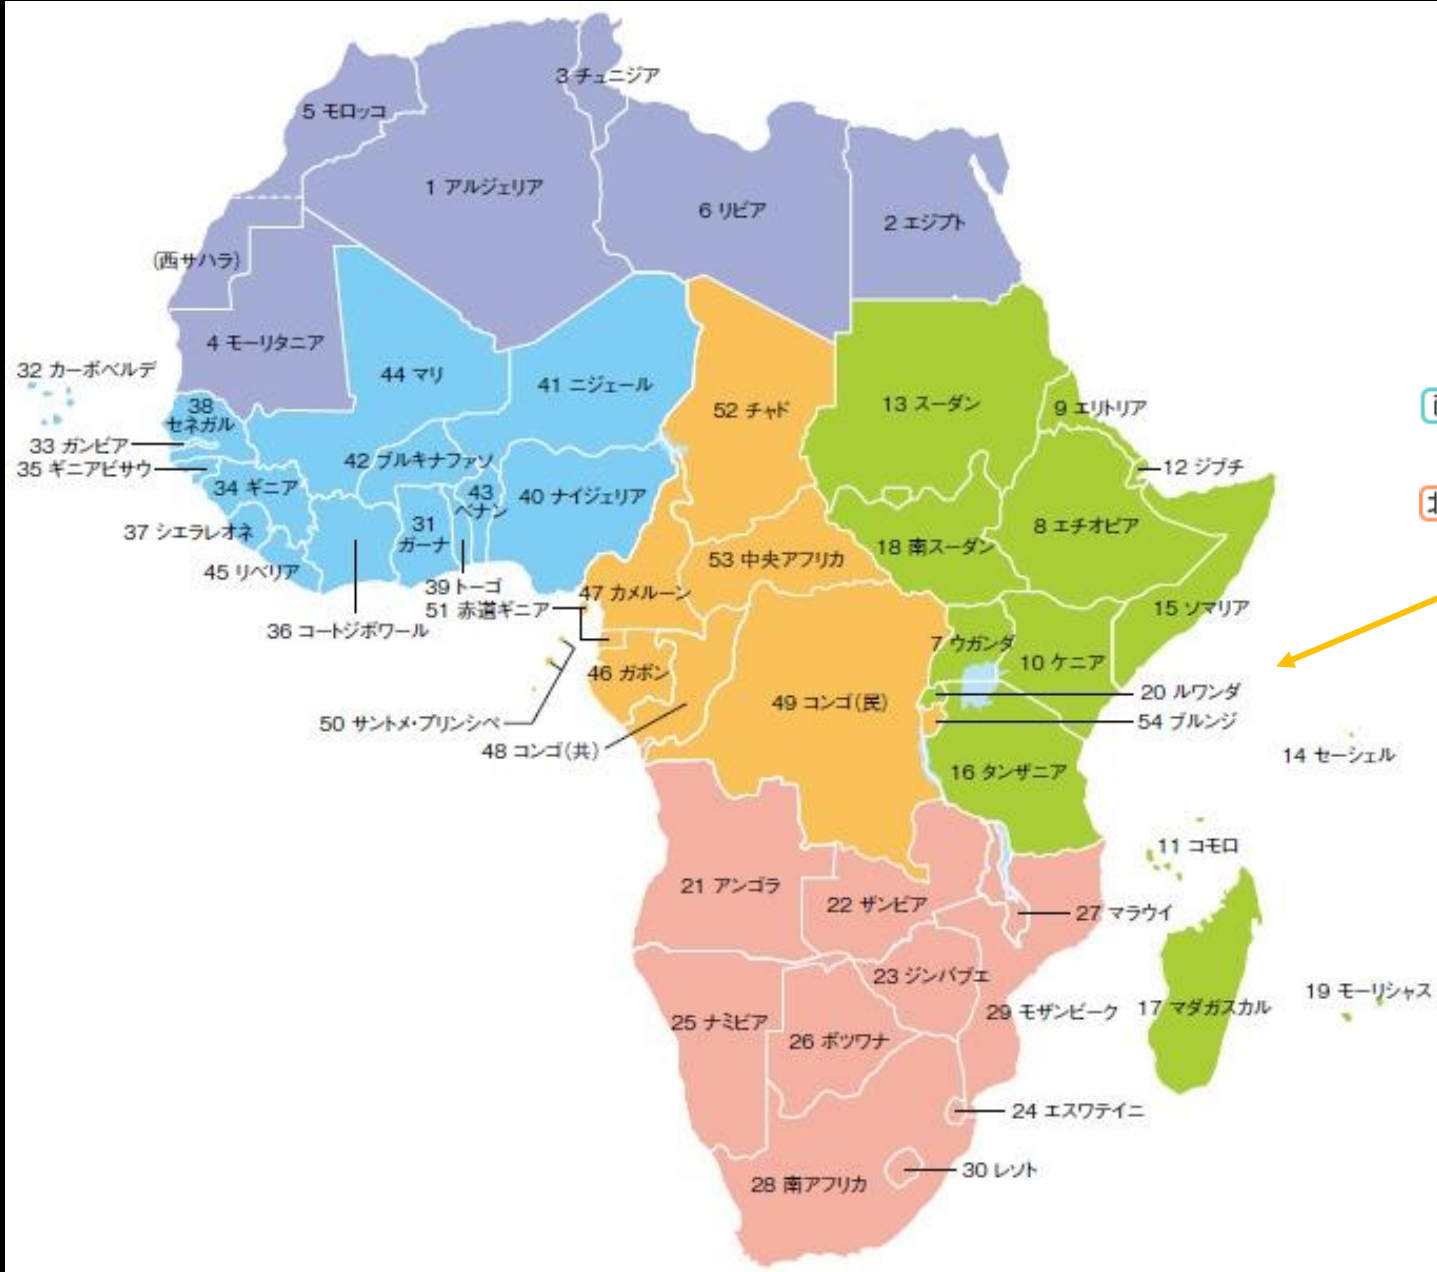 3 チュニジア
5 モロッコ
1 アルジェリア
6 リビア
2 エジプト
(西サハラ)
4 モーリタニア
32 カーボベルデ
44 マリ
41 ニジェール
38
セネガル
52 チャド
13 スーダン
9 エリトリア
33 ガンビア
35 ギニアビサウ
42 ブルキナファソ
12 ジブチ
34 ギニア
43
ベナン
40 ナイジェリア
31
ガーナ
8 エチオピア
37 シエラレオネ
18 南スーダン
53 中央アフリカ
45 リベリア
39 トーゴ
47 カメルーン
51 赤道ギニア
15 ソマリア
36 コートジボワール
7 ウガンダ
10 ケニア
46 ガボン
20 ルワンダ
49 コンゴ(民)
50 サントメ・プリンシペ
54 ブルンジ
48 コンゴ(共)
14 セーシェル
16 タンザニア
11 コモロ
21 アンゴラ
22 ザンビア
27 マラウイ
23 ジンバブエ
19 モーリシャス
29 モザンビーク
17 マダガスカル
25 ナミビア
26 ボツワナ
24 エスワティニ
30 レソト
28 南アフリカ